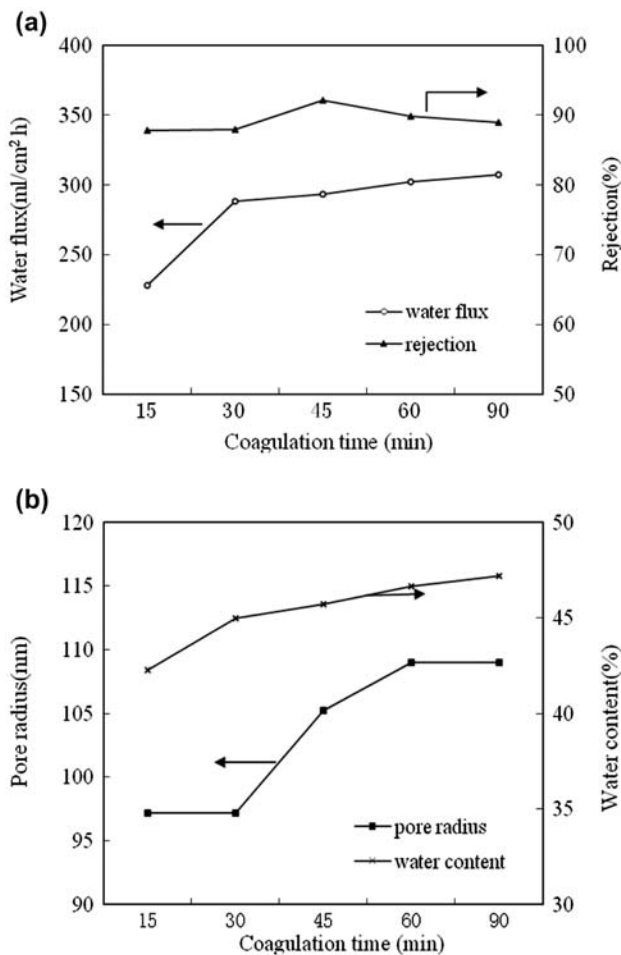 (a)
400
350
300
250
200
150
Water flux(ml/cm² h)
100
90
80
70
60
50
Rejection(%)
water flux
rejection
15 30 45 60 90
Coagulation time (min)
(b)
120
115
110
105
100
95
90
Pore radius(nm)
50
45
40
35
30
Water content(%)
pore radius
water content
15 30 45 60 90
Coagulation time (min)